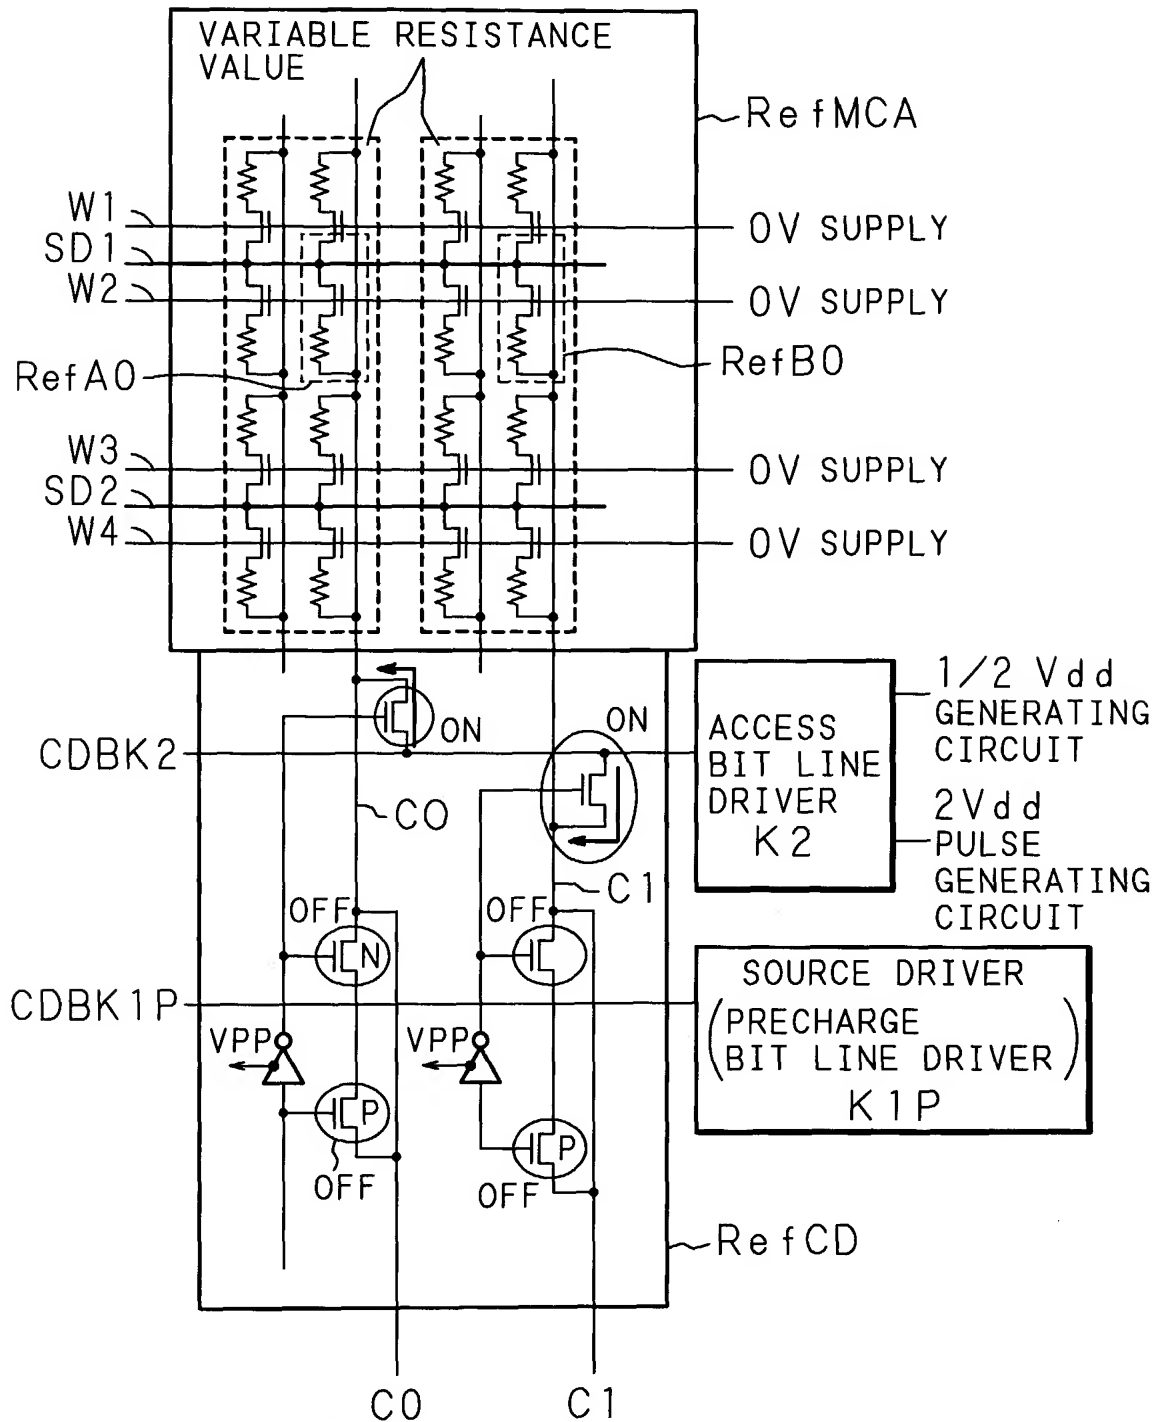 VARIABLE RESISTANCE
VALUE
RefMCA
W1
0V SUPPLY
SD1
W2
0V SUPPLY
RefA0
RefB0
W3
0V SUPPLY
SD2
W4
0V SUPPLY
ON
ON
CDBK2
ACCESS
BIT LINE
DRIVER
K2
1/2 Vdd
GENERATING
CIRCUIT
2Vdd
PULSE
GENERATING
CIRCUIT
C0
C1
OFF
OFF
N
CDBK1P
SOURCE DRIVER
(PRECHARGE
BIT LINE DRIVER)
K1P
VPP
VPP
P
P
OFF
OFF
RefCD
C0
C1